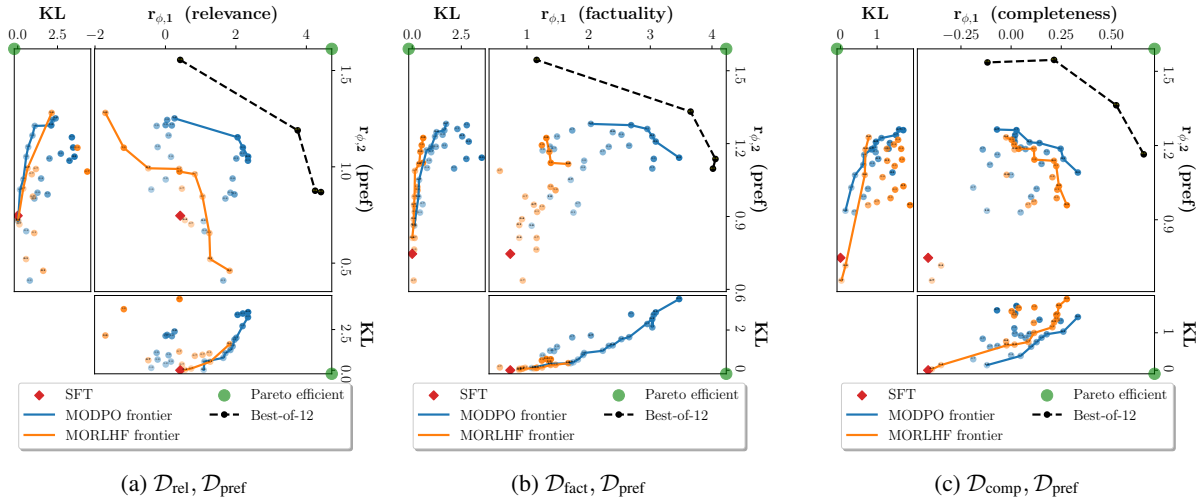 KL
r_{ϕ,1} (relevance)
0.0 2.5
−2 0 2 4
1.5
1.0
0.5
r_{ϕ,2} (pref)
2.5
0.0
KL
SFT
MODPO frontier
MORLHF frontier
Pareto efficient
Best-of-12
(a) 𝒟_rel, 𝒟_pref
KL
r_{ϕ,1} (factuality)
0.0 2.5
1 2 3 4
1.5
1.2
0.9
0.6
r_{ϕ,2} (pref)
2
0
KL
SFT
MODPO frontier
MORLHF frontier
Pareto efficient
Best-of-12
(b) 𝒟_fact, 𝒟_pref
KL
r_{ϕ,1} (completeness)
0 1
−0.25 0.00 0.25 0.50
1.5
1.2
0.9
r_{ϕ,2} (pref)
1
0
KL
SFT
MODPO frontier
MORLHF frontier
Pareto efficient
Best-of-12
(c) 𝒟_comp, 𝒟_pref